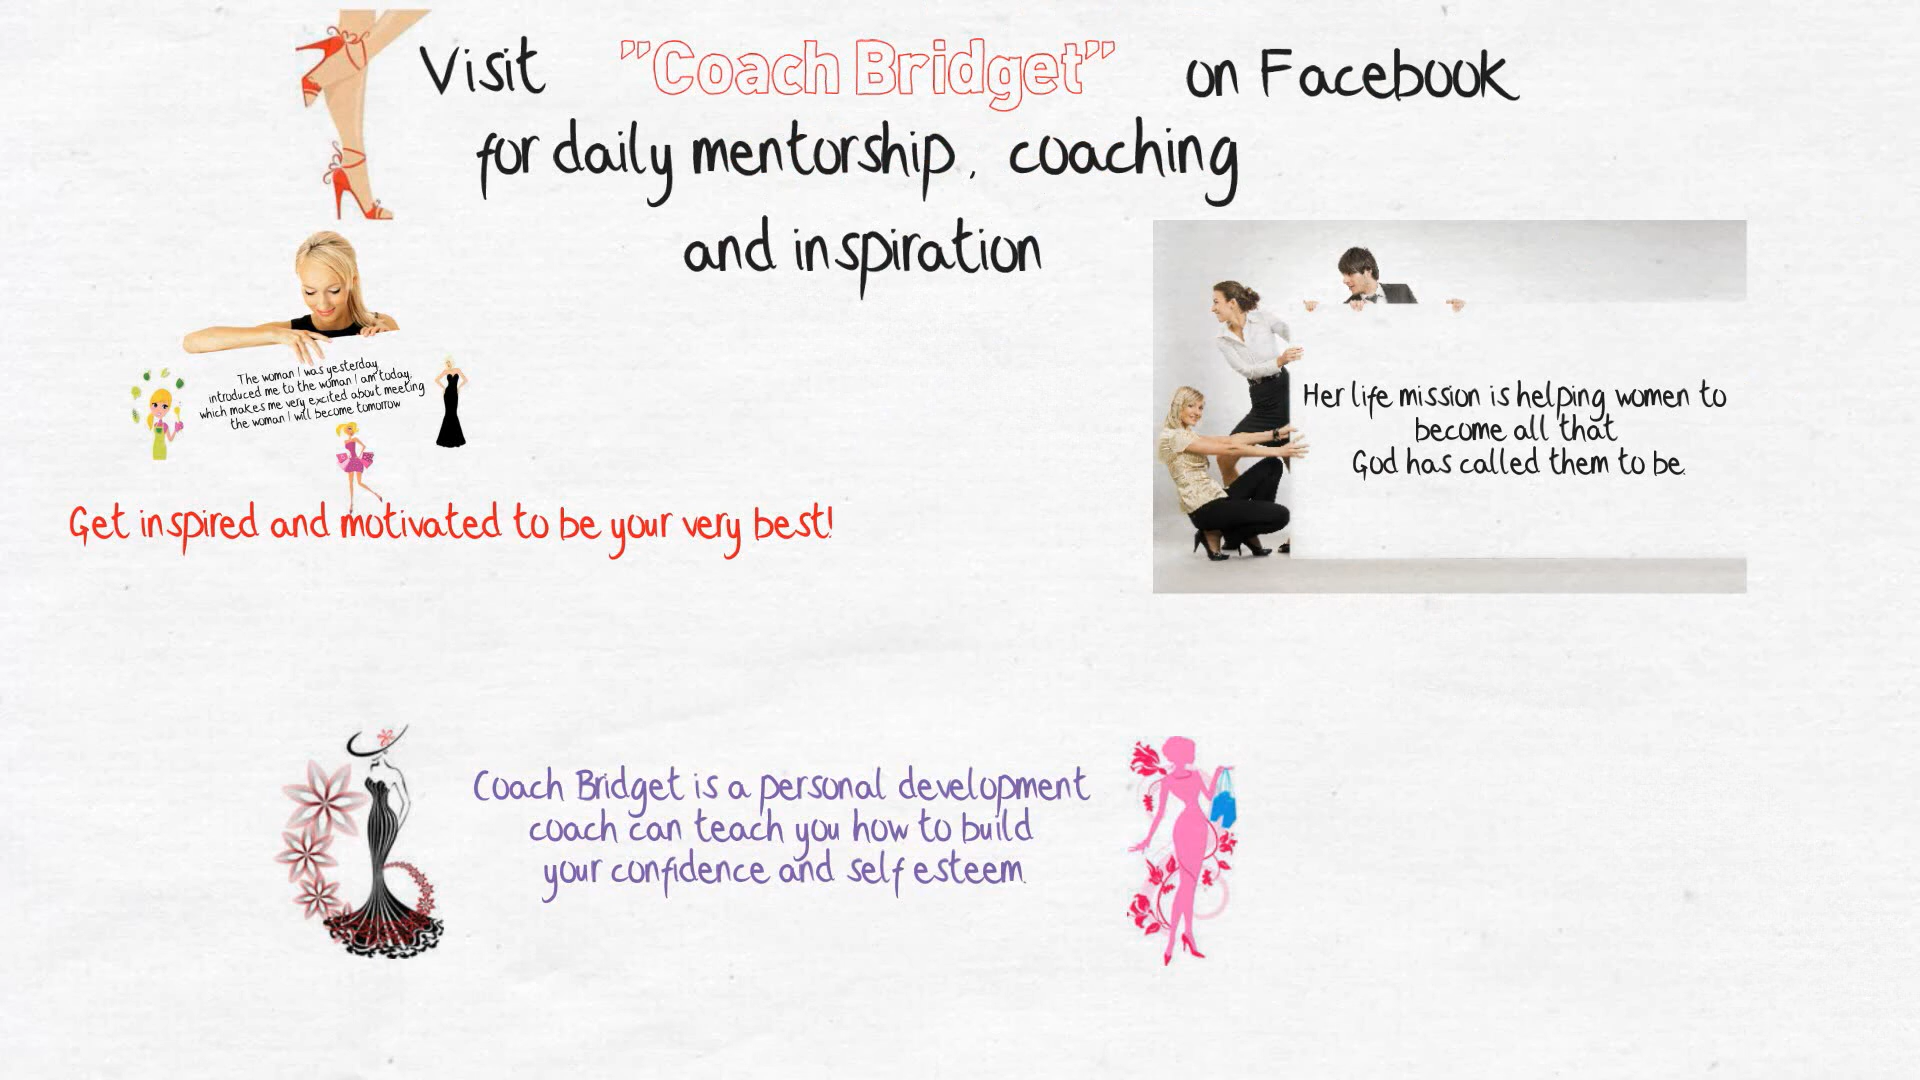 Visit "Coach Bridget" on Facebook
for daily mentorship, coaching
and inspiration
The woman I was yesterday,
introduced me to the woman I am today,
which makes me very excited about meeting
the woman I will become tomorrow
Her life mission is helping women to
become all that
God has called them to be.
Get inspired and motivated to be your very best!
Coach Bridget is a personal development
coach can teach you how to build
your confidence and self esteem.